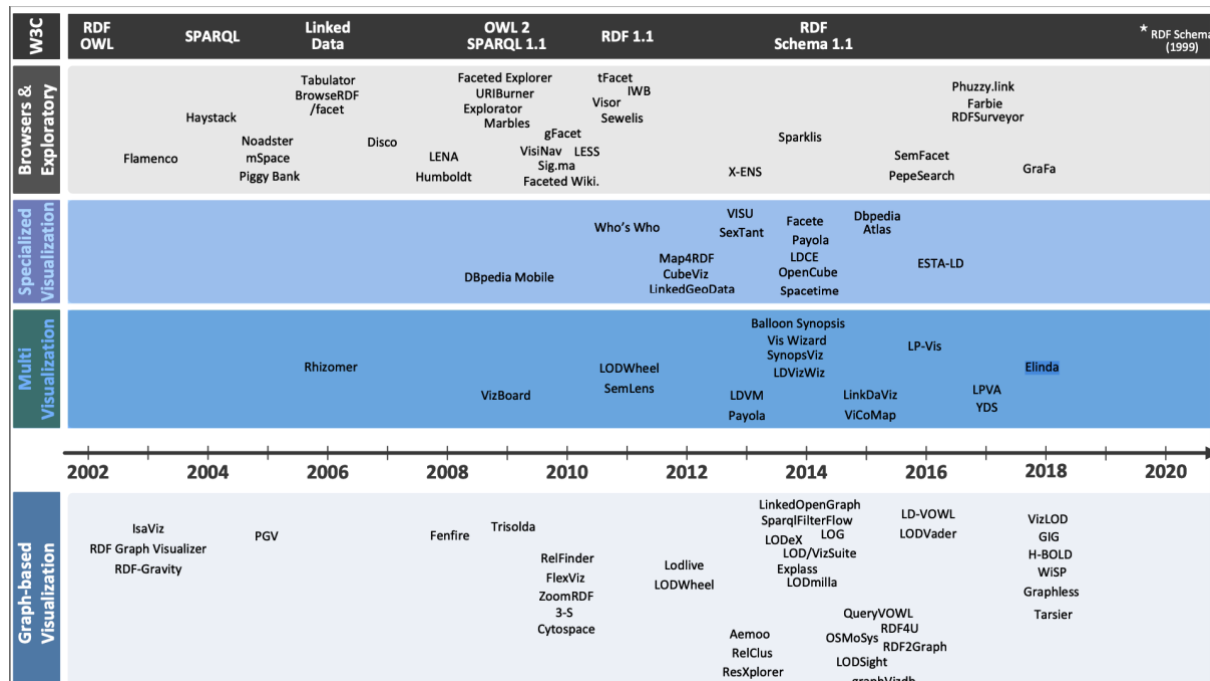 W3C
RDF
OWL
SPARQL
Linked
Data
OWL 2
SPARQL 1.1
RDF 1.1
RDF
Schema 1.1
* RDF Schema
(1999)
Browsers &
Exploratory
Flamenco
Haystack
Noadster
mSpace
Piggy Bank
Tabulator
BrowseRDF
/facet
Disco
LENA
Humboldt
Faceted Explorer
URIBurner
Explorator
Marbles
gFacet
VisiNav
LESS
Sig.ma
Faceted Wiki.
tFacet
IWB
Visor
Sewelis
X-ENS
Sparklis
SemFacet
PepeSearch
Phuzzy.link
Farbie
RDFSurveyor
GraFa
Specialized
Visualization
DBpedia Mobile
Who's Who
Map4RDF
CubeViz
LinkedGeoData
VISU
SexTant
Facete
Payola
LDCE
OpenCube
Spacetime
Dbpedia
Atlas
ESTA-LD
Multi
Visualization
Rhizomer
VizBoard
LODWheel
SemLens
LDVM
Payola
Balloon Synopsis
Vis Wizard
SynopsViz
LDVizWiz
LinkDaViz
ViCoMap
LP-Vis
LPVA
YDS
Elinda
2002 2004 2006 2008 2010 2012 2014 2016 2018 2020
Graph-based
Visualization
IsaViz
RDF Graph Visualizer
RDF-Gravity
PGV
Fenfire
Trisolda
RelFinder
FlexViz
ZoomRDF
3-S
Cytospace
Lodlive
LODWheel
Aemoo
RelClus
ResXplorer
LinkedOpenGraph
SparqlFilterFlow
LODeX
LOG
LOD/VizSuite
Explass
LODmilla
QueryVOWL
RDF4U
OSMoSys
RDF2Graph
LODSight
graphVizdb
LD-VOWL
LODVader
VizLOD
GIG
H-BOLD
WiSP
Graphless
Tarsier